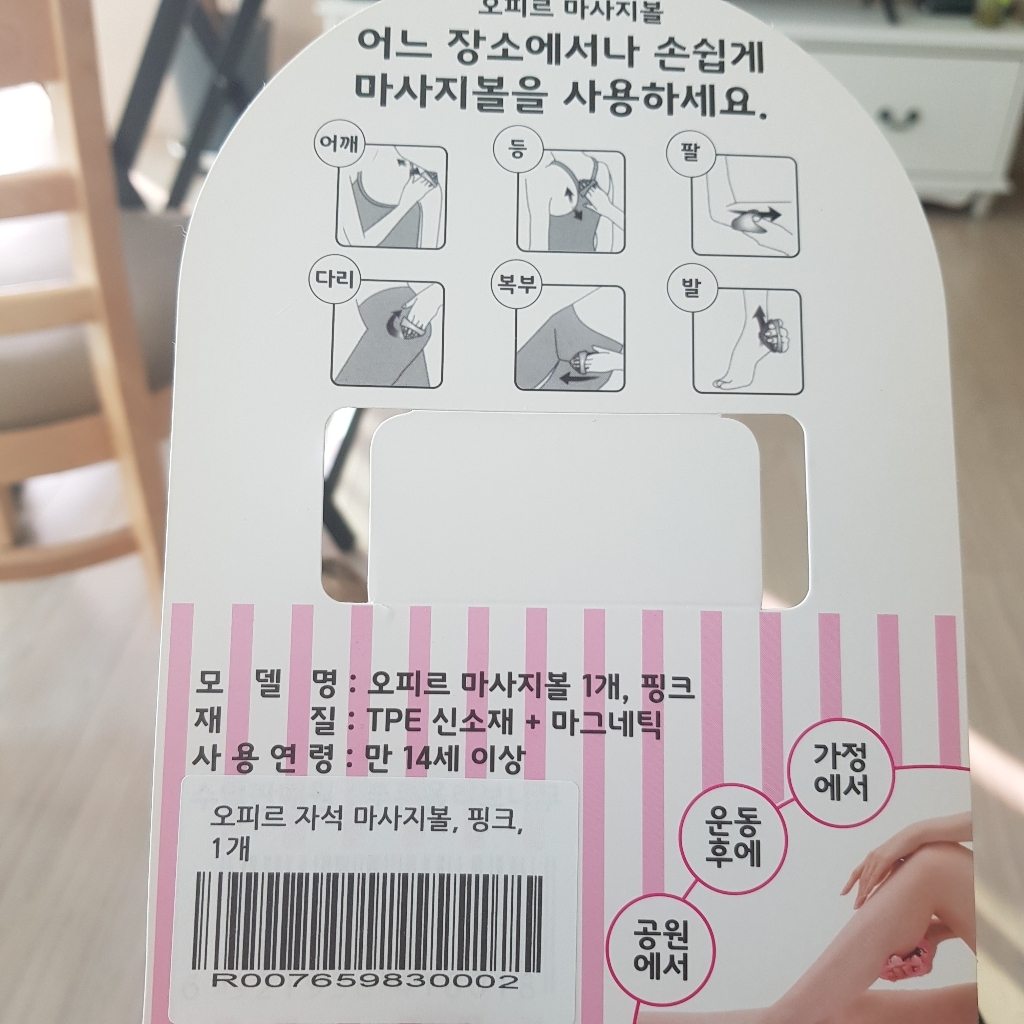 오피르 마사지볼
어느 장소에서나 손쉽게
마사지볼을 사용하세요.
어깨
등
팔
다리
복부
발
모 델 명 : 오피르 마사지볼 1개, 핑크
재 질 : TPE 신소재 + 마그네틱
사 용 연 령 : 만 14세 이상
오피르 자석 마사지볼, 핑크,
1개
R007659830002
가정
에서
운동
후에
공원
에서